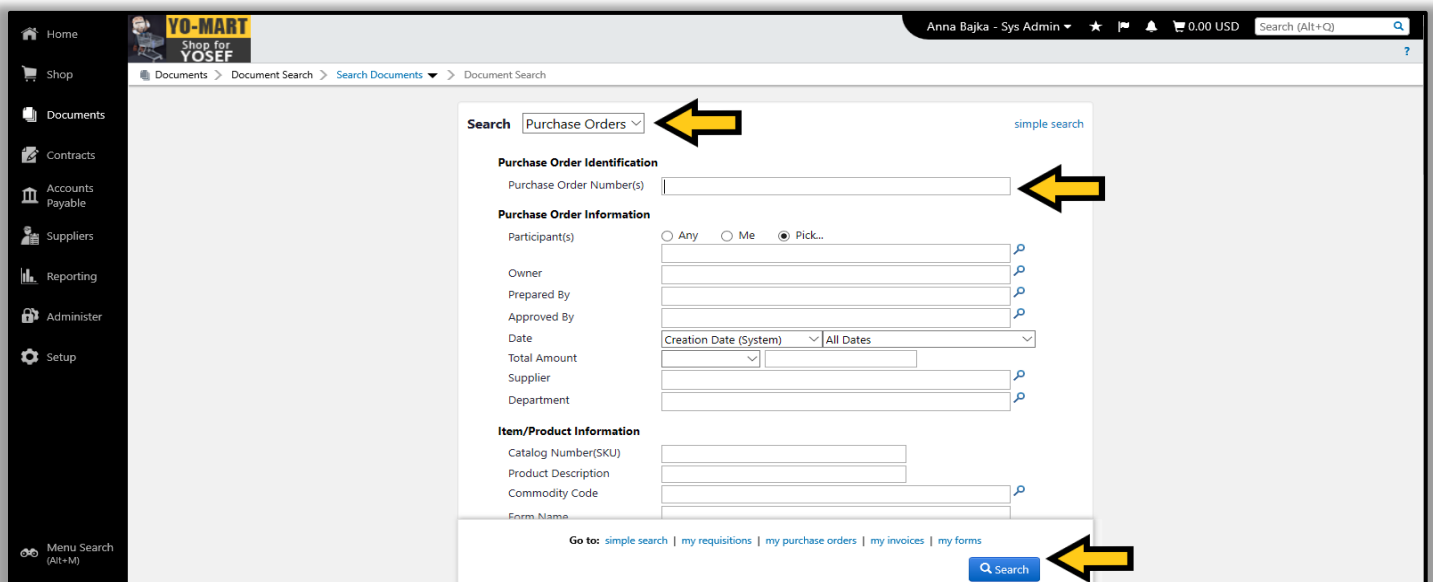 Home
Shop
Documents
Contracts
Accounts
Payable
Suppliers
Reporting
Administer
Setup
Menu Search
(Alt+M)
YO-MART
Shop for
YOSEF
Anna Bajka - Sys Admin
0.00 USD
Search (Alt+Q)
?
Documents > Document Search > Search Documents > Document Search
Search Purchase Orders
simple search
Purchase Order Identification
Purchase Order Number(s)
Purchase Order Information
Participant(s) Any Me Pick...
Owner
Prepared By
Approved By
Date Creation Date (System) All Dates
Total Amount
Supplier
Department
Item/Product Information
Catalog Number(SKU)
Product Description
Commodity Code
Form Name
Go to: simple search | my requisitions | my purchase orders | my invoices | my forms
Search